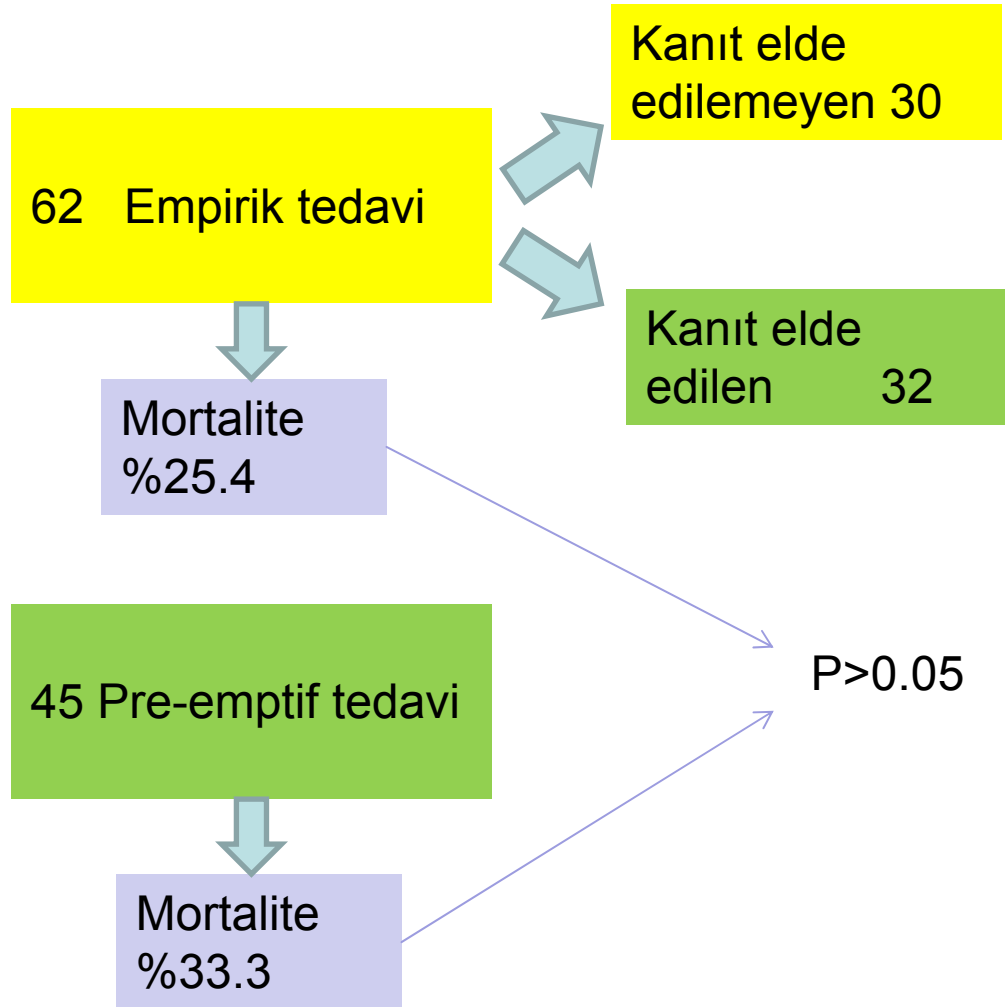 Kanıt elde
edilemeyen 30
62 Empirik tedavi
Kanıt elde
edilen 32
Mortalite
%25.4
45 Pre-emptif tedavi
P>0.05
Mortalite
%33.3